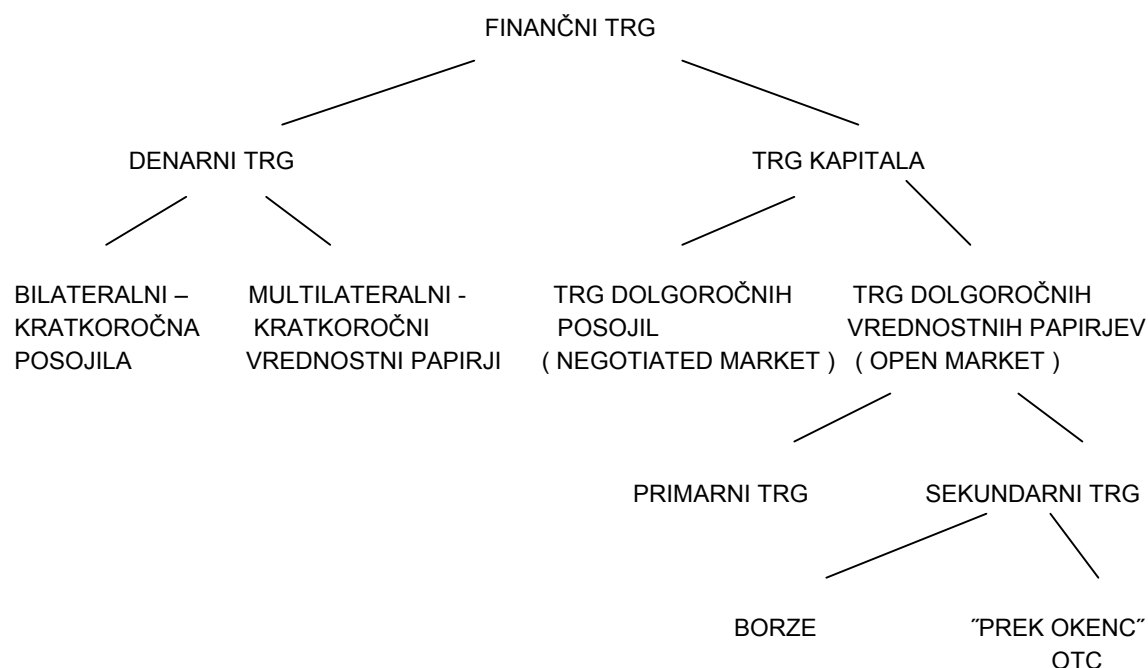 FINANČNI TRG
DENARNI TRG
TRG KAPITALA
BILATERALNI –
KRATKOROČNA
POSOJILA
MULTILATERALNI -
KRATKOROČNI
VREDNOSTNI PAPIRJI
TRG DOLGOROČNIH
POSOJIL
( NEGOTIATED MARKET )
TRG DOLGOROČNIH
VREDNOSTNIH PAPIRJEV
( OPEN MARKET )
PRIMARNI TRG
SEKUNDARNI TRG
BORZE
˝PREK OKENC˝
OTC